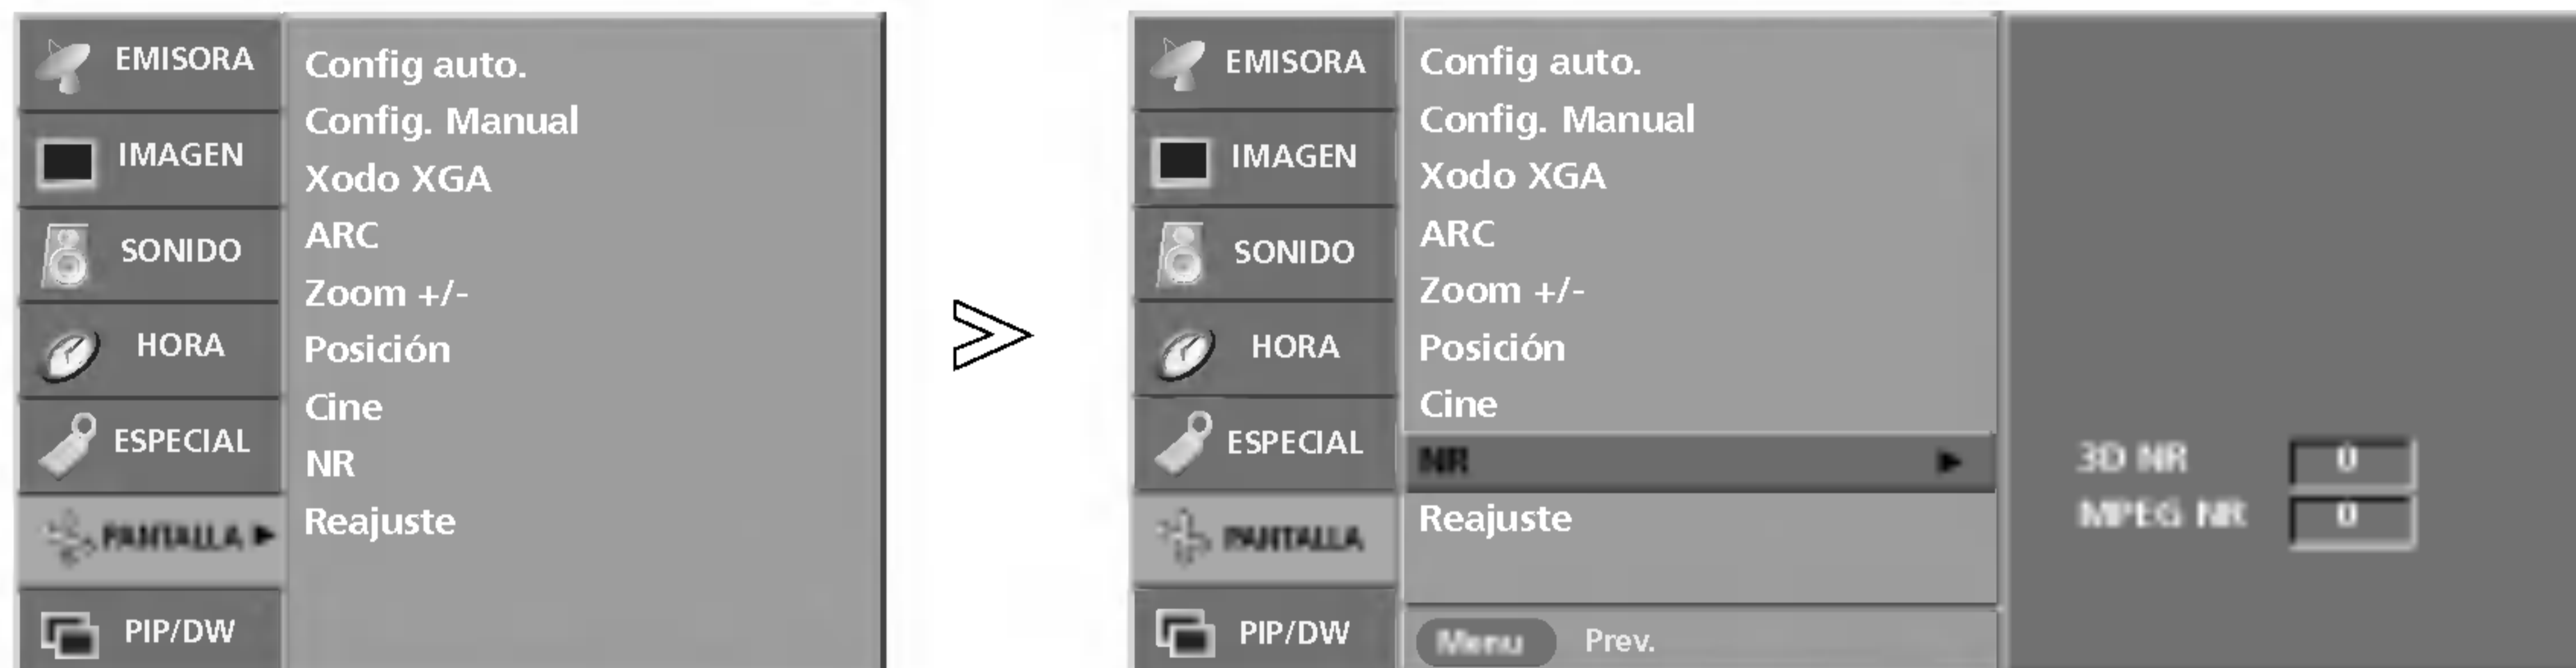 EMISORA
IMAGEN
SONIDO
HORA
ESPECIAL
PANTALLA
PIP/DW
Config auto.
Config. Manual
Xodo XGA
ARC
Zoom +/-
Posición
Cine
NR
Reajuste
EMISORA
IMAGEN
SONIDO
HORA
ESPECIAL
PANTALLA
PIP/DW
Config auto.
Config. Manual
Xodo XGA
ARC
Zoom +/-
Posición
Cine
NR
Reajuste
Menu Prev.
3D NR 0
MPEG NR 0